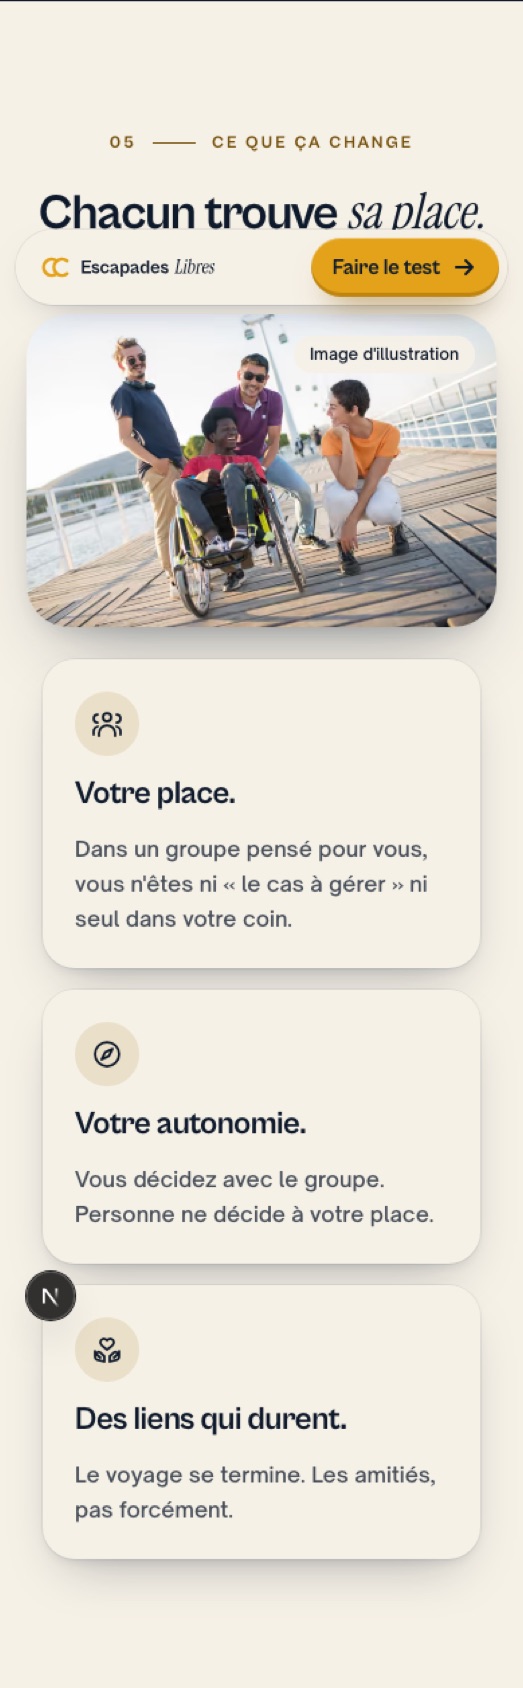 05 — CE QUE ÇA CHANGE
Chacun trouve sa place.
Escapades Libres
Faire le test →
Image d'illustration
Votre place.
Dans un groupe pensé pour vous,
vous n'êtes ni « le cas à gérer » ni
seul dans votre coin.
Votre autonomie.
Vous décidez avec le groupe.
Personne ne décide à votre place.
N
Des liens qui durent.
Le voyage se termine. Les amitiés,
pas forcément.